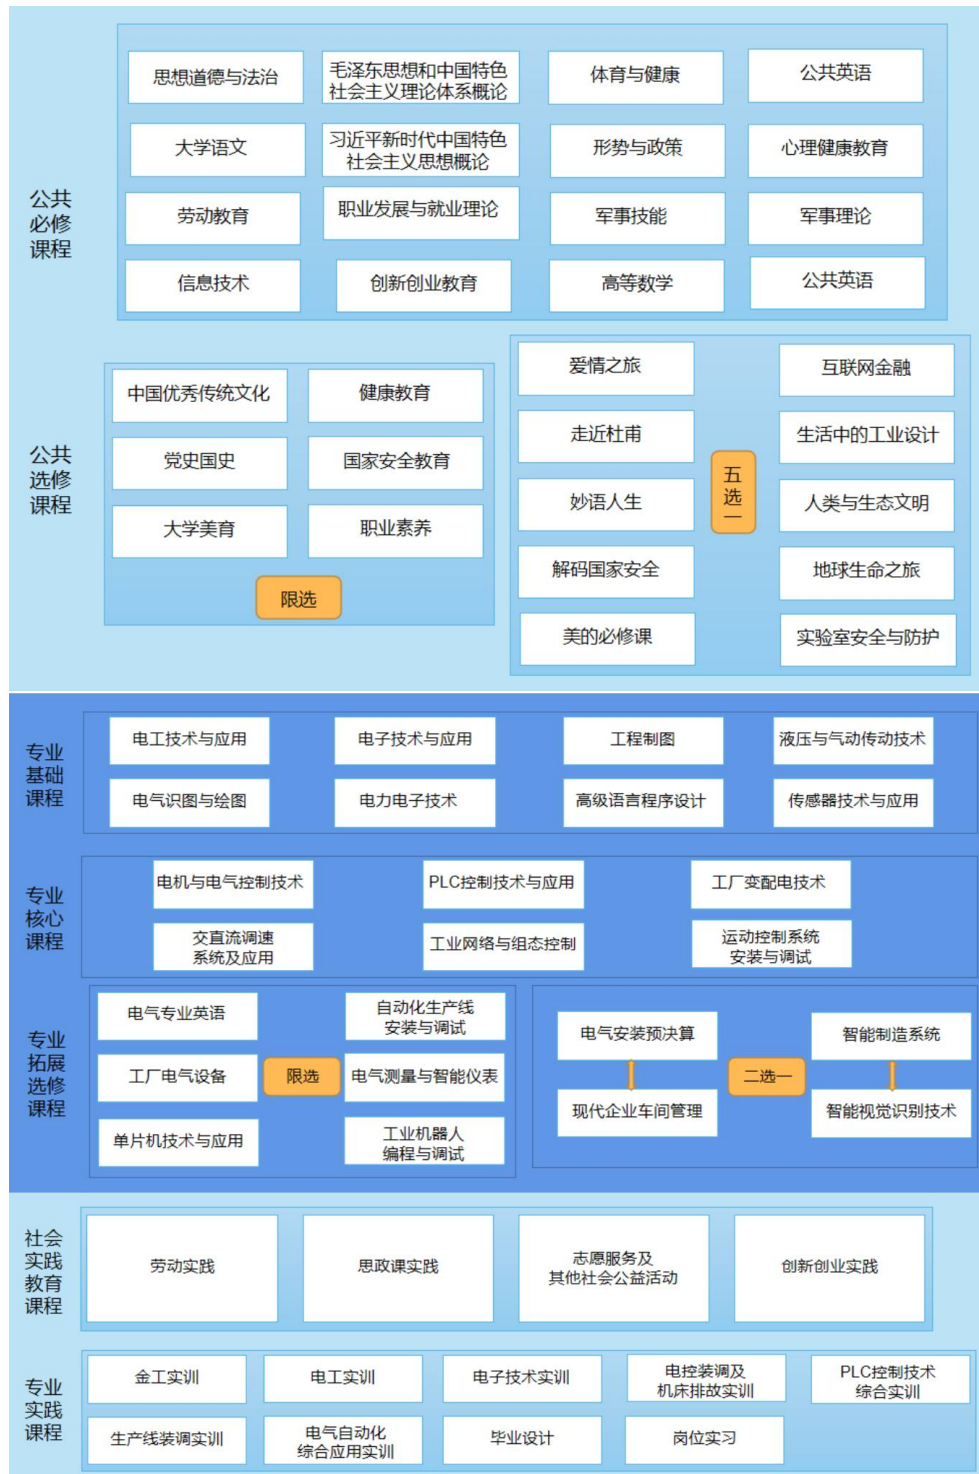 公共
必修
课程
思想道德与法治
毛泽东思想和中国特色
社会主义理论体系概论
体育与健康
公共英语
大学语文
习近平新时代中国特色
社会主义思想概论
形势与政策
心理健康教育
劳动教育
职业发展与就业理论
军事技能
军事理论
信息技术
创新创业教育
高等数学
公共英语
公共
选修
课程
中国优秀传统文化
健康教育
党史国史
国家安全教育
大学美育
职业素养
限选
爱情之旅
互联网金融
走近杜甫
生活中的工业设计
五
选
一
妙语人生
人类与生态文明
解码国家安全
地球生命之旅
美的必修课
实验室安全与防护
专业
基础
课程
电工技术与应用
电子技术与应用
工程制图
液压与气动传动技术
电气识图与绘图
电力电子技术
高级语言程序设计
传感器技术与应用
专业
核心
课程
电机与电气控制技术
PLC控制技术与应用
工厂变配电技术
交直流调速
系统及应用
工业网络与组态控制
运动控制系统
安装与调试
专业
拓展
选修
课程
电气专业英语
自动化生产线
安装与调试
工厂电气设备
限选
电气测量与智能仪表
单片机技术与应用
工业机器人
编程与调试
电气安装预决算
智能制造系统
二选一
现代企业车间管理
智能视觉识别技术
社会
实践
教育
课程
劳动实践
思政课实践
志愿服务及
其他社会公益活动
创新创业实践
专业
实践
课程
金工实训
电工实训
电子技术实训
电控装调及
机床排故实训
PLC控制技术
综合实训
生产线装调实训
电气自动化
综合应用实训
毕业设计
岗位实习